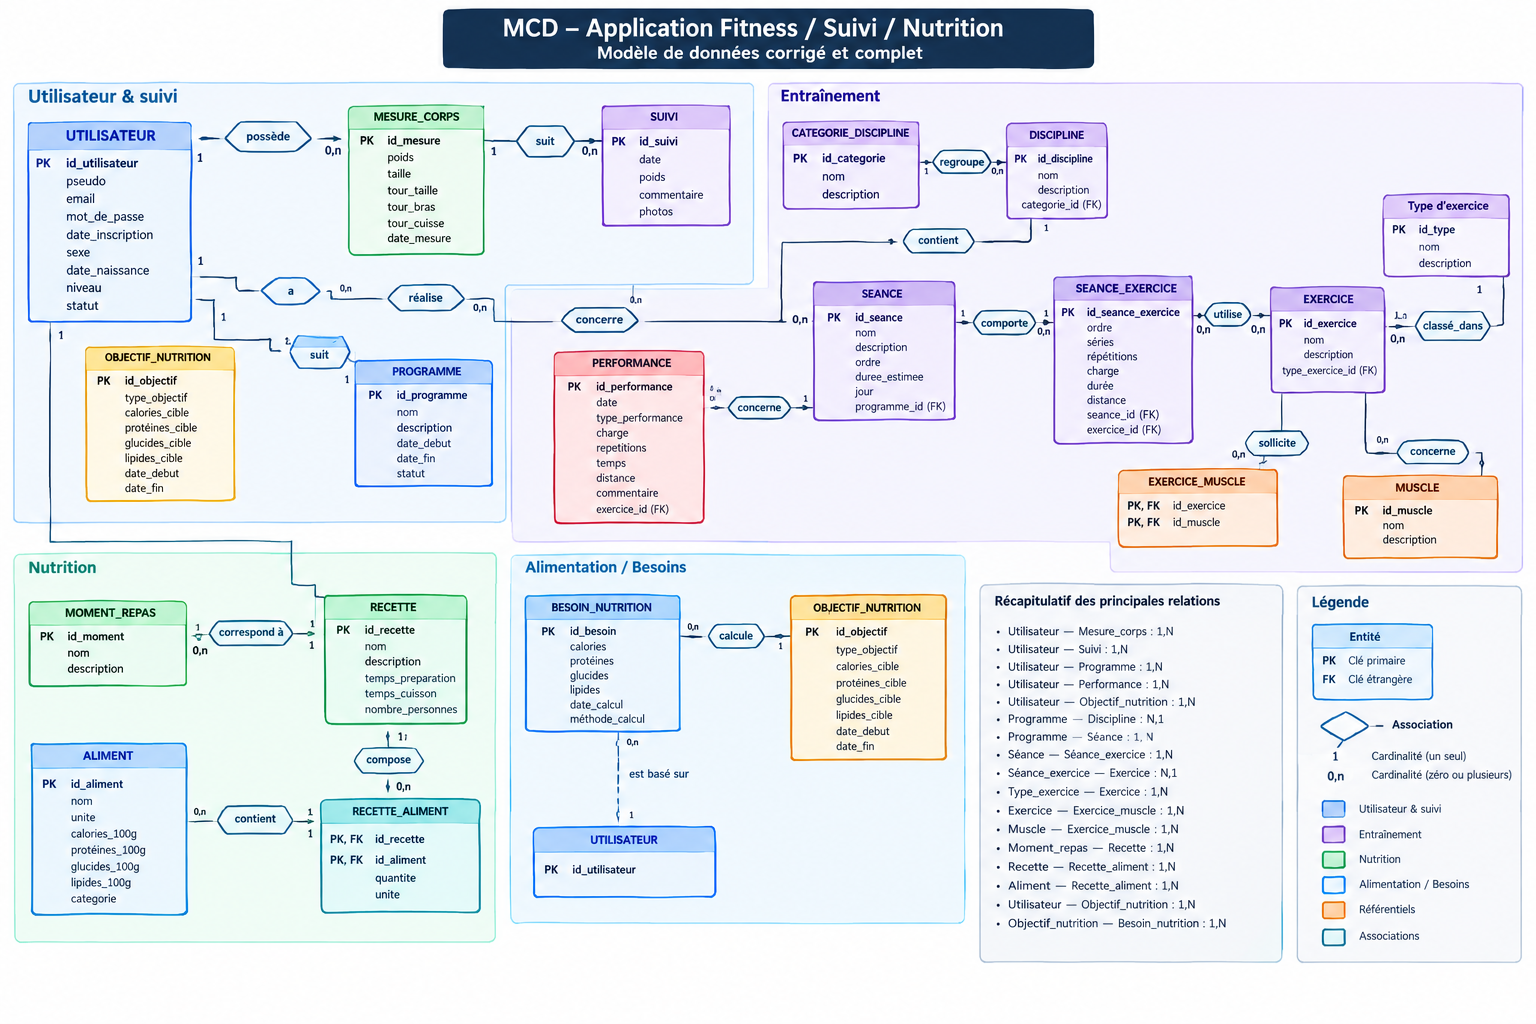 MCD – Application Fitness / Suivi / Nutrition
Modèle de données corrigé et complet
Utilisateur & suivi
UTILISATEUR
PK id_utilisateur
pseudo
email
mot_de_passe
date_inscription
sexe
date_naissance
niveau
statut
1
possède
0,n
MESURE_CORPS
PK id_mesure
poids
taille
tour_taille
tour_bras
tour_cuisse
date_mesure
1
suit
0,n
SUIVI
PK id_suivi
date
poids
commentaire
photos
1
a
0,n
réalise
0,n
concerre
0,n
0,n
1
suit
1
1
OBJECTIF_NUTRITION
PK id_objectif
type_objectif
calories_cible
protéines_cible
glucides_cible
lipides_cible
date_debut
date_fin
PROGRAMME
PK id_programme
nom
description
date_debut
date_fin
statut
Entraînement
CATEGORIE_DISCIPLINE
PK id_categorie
nom
description
1
regroupe
0,n
DISCIPLINE
PK id_discipline
nom
description
categorie_id (FK)
1
contient
Type d'exercice
PK id_type
nom
description
1
SEANCE
PK id_seance
nom
description
ordre
duree_estimee
jour
programme_id (FK)
1
comporte
1
0,n
0,n
SEANCE_EXERCICE
PK id_seance_exercice
ordre
séries
répétitions
charge
durée
distance
seance_id (FK)
exercice_id (FK)
0,n
utilise
0,n
EXERCICE
PK id_exercice
nom
description
type_exercice_id (FK)
0,n
classé_dans
PERFORMANCE
PK id_performance
date
type_performance
charge
repetitions
temps
distance
commentaire
exercice_id (FK)
concerne
1
sollicite
0,n
0,n
concerne
EXERCICE_MUSCLE
PK, FK id_exercice
PK, FK id_muscle
MUSCLE
PK id_muscle
nom
description
Nutrition
MOMENT_REPAS
PK id_moment
nom
description
1
0,n
correspond à
1
1
RECETTE
PK id_recette
nom
description
temps_preparation
temps_cuisson
nombre_personnes
compose
0,n
ALIMENT
PK id_aliment
nom
unite
calories_100g
protéines_100g
glucides_100g
lipides_100g
categorie
0,n
contient
1
1
RECETTE_ALIMENT
PK, FK id_recette
PK, FK id_aliment
quantite
unite
Alimentation / Besoins
BESOIN_NUTRITION
PK id_besoin
calories
protéines
glucides
lipides
date_calcul
méthode_calcul
0,n
calcule
1
OBJECTIF_NUTRITION
PK id_objectif
type_objectif
calories_cible
protéines_cible
glucides_cible
lipides_cible
date_debut
date_fin
0,n
est basé sur
1
UTILISATEUR
PK id_utilisateur
Récapitulatif des principales relations
• Utilisateur — Mesure_corps : 1,N
• Utilisateur — Suivi : 1,N
• Utilisateur — Programme : 1,N
• Utilisateur — Performance : 1,N
• Utilisateur — Objectif_nutrition : 1,N
• Programme — Discipline : N,1
• Programme — Séance : 1, N
• Séance — Séance_exercice : 1,N
• Séance_exercice — Exercice : N,1
• Type_exercice — Exercice : 1,N
• Exercice — Exercice_muscle : 1,N
• Muscle — Exercice_muscle : 1,N
• Moment_repas — Recette : 1,N
• Recette — Recette_aliment : 1,N
• Aliment — Recette_aliment : 1,N
• Utilisateur — Objectif_nutrition : 1,N
• Objectif_nutrition — Besoin_nutrition : 1,N
Légende
Entité
PK Clé primaire
FK Clé étrangère
Association
1 Cardinalité (un seul)
0,n Cardinalité (zéro ou plusieurs)
Utilisateur & suivi
Entraînement
Nutrition
Alimentation / Besoins
Référentiels
Associations